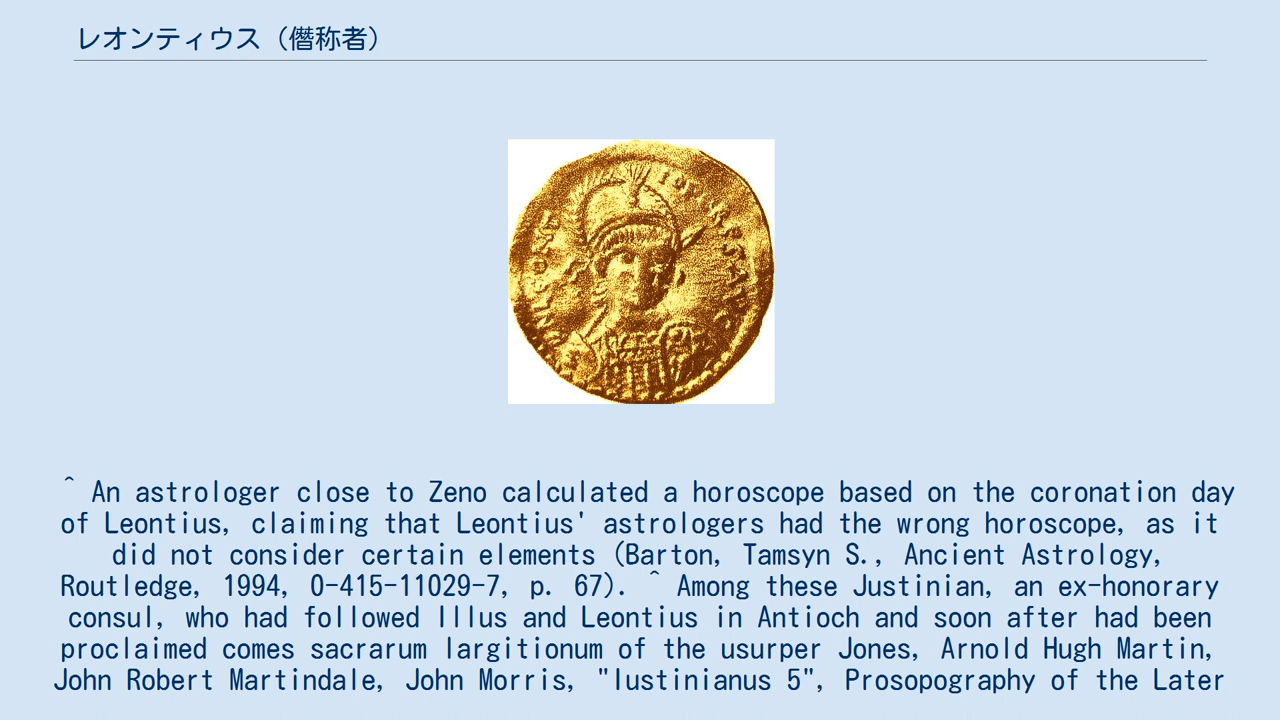 レオンティウス（僭称者）
^ An astrologer close to Zeno calculated a horoscope based on the coronation day
of Leontius, claiming that Leontius' astrologers had the wrong horoscope, as it
did not consider certain elements (Barton, Tamsyn S., Ancient Astrology,
Routledge, 1994, 0-415-11029-7, p. 67). ^ Among these Justinian, an ex-honorary
consul, who had followed Illus and Leontius in Antioch and soon after had been
proclaimed comes sacrarum largitionum of the usurper Jones, Arnold Hugh Martin,
John Robert Martindale, John Morris, "Iustinianus 5", Prosopography of the Later